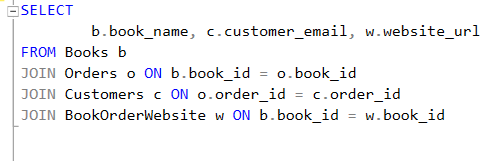 SELECT
b.book_name, c.customer_email, w.website_url
FROM Books b
JOIN Orders o ON b.book_id = o.book_id
JOIN Customers c ON o.order_id = c.order_id
JOIN BookOrderWebsite w ON b.book_id = w.book_id